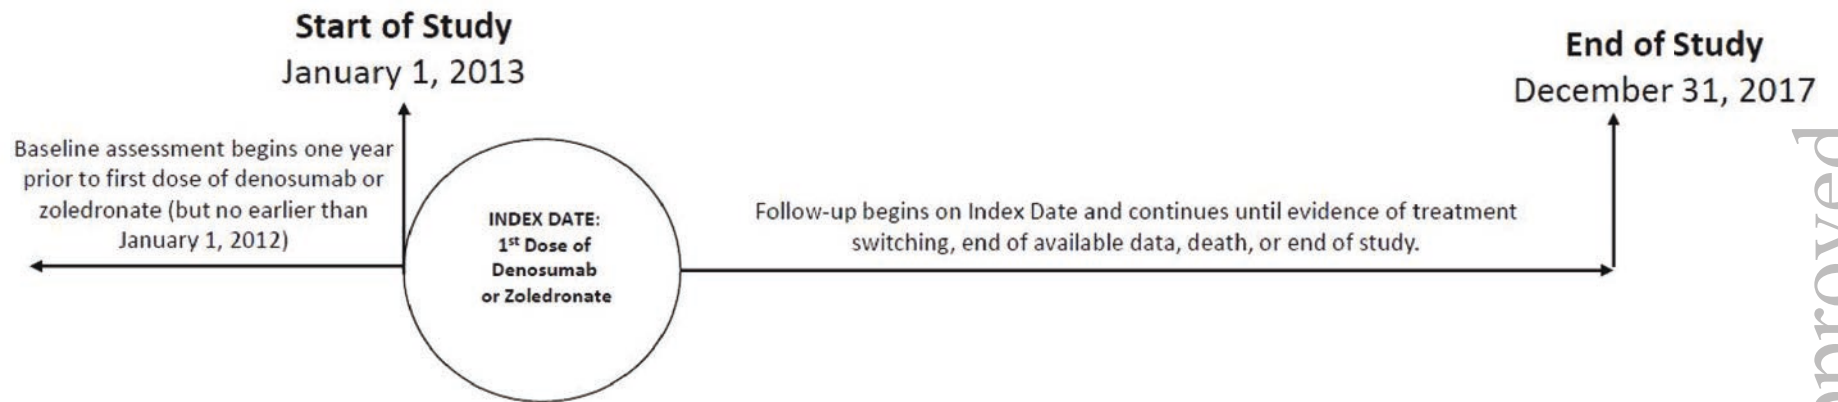 Start of Study
January 1, 2013
End of Study
December 31, 2017
Baseline assessment begins one year
prior to first dose of denosumab or
zoledronate (but no earlier than
January 1, 2012)
INDEX DATE:
1st Dose of
Denosumab
or Zoledronate
Follow-up begins on Index Date and continues until evidence of treatment
switching, end of available data, death, or end of study.